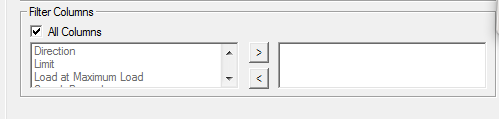 Filter Columns
All Columns
Direction
Limit
Load at Maximum Load
>
<